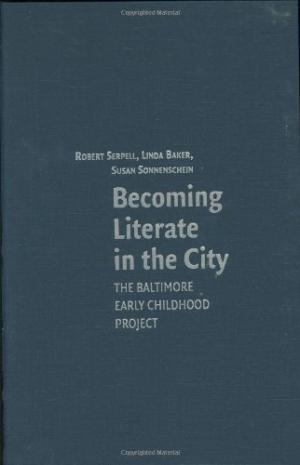 Copyrighted Material
ROBERT SERPELL, LINDA BAKER,
SUSAN SONNENSCHEIN
Becoming
Literate
in the City
THE BALTIMORE
EARLY CHILDHOOD
PROJECT
Copyrighted Material